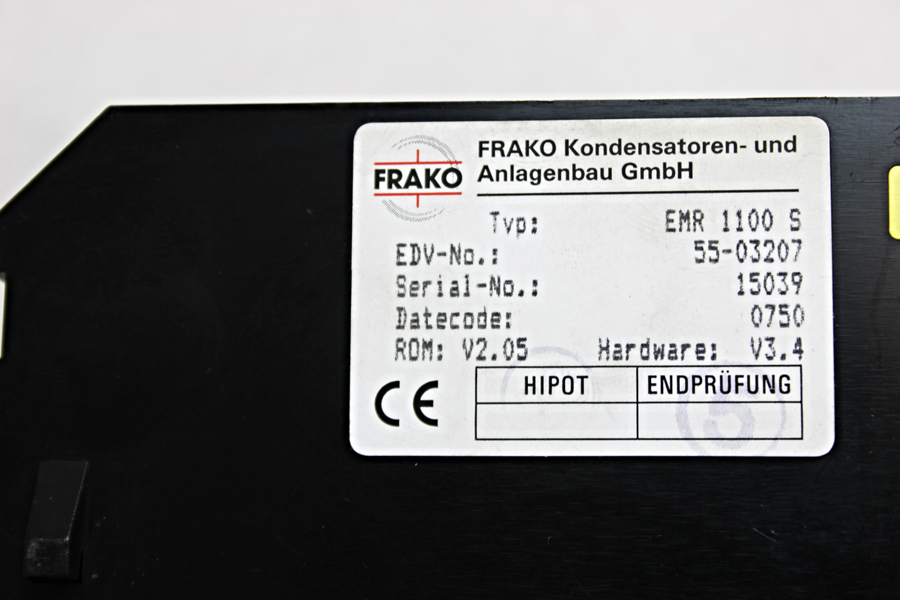 FRAKO
FRAKO Kondensatoren- und
Anlagenbau GmbH
Typ: EMR 1100 S
EDV-No.: 55-03207
Serial-No.: 15039
Datecode: 0750
ROM: V2.05 Hardware: V3.4
CE
HIPOT ENDPRÜFUNG
5